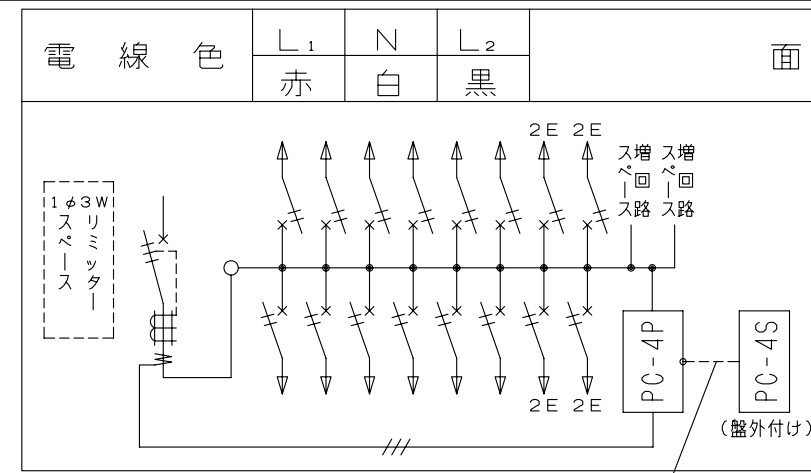 電線色
L₁ N L₂
赤 白 黒
面
1φ3W
リミッター
スペース
2E 2E
増回路
スペース
増回路
スペース
2E 2E
PC-4P
PC-4S
(盤外付け)